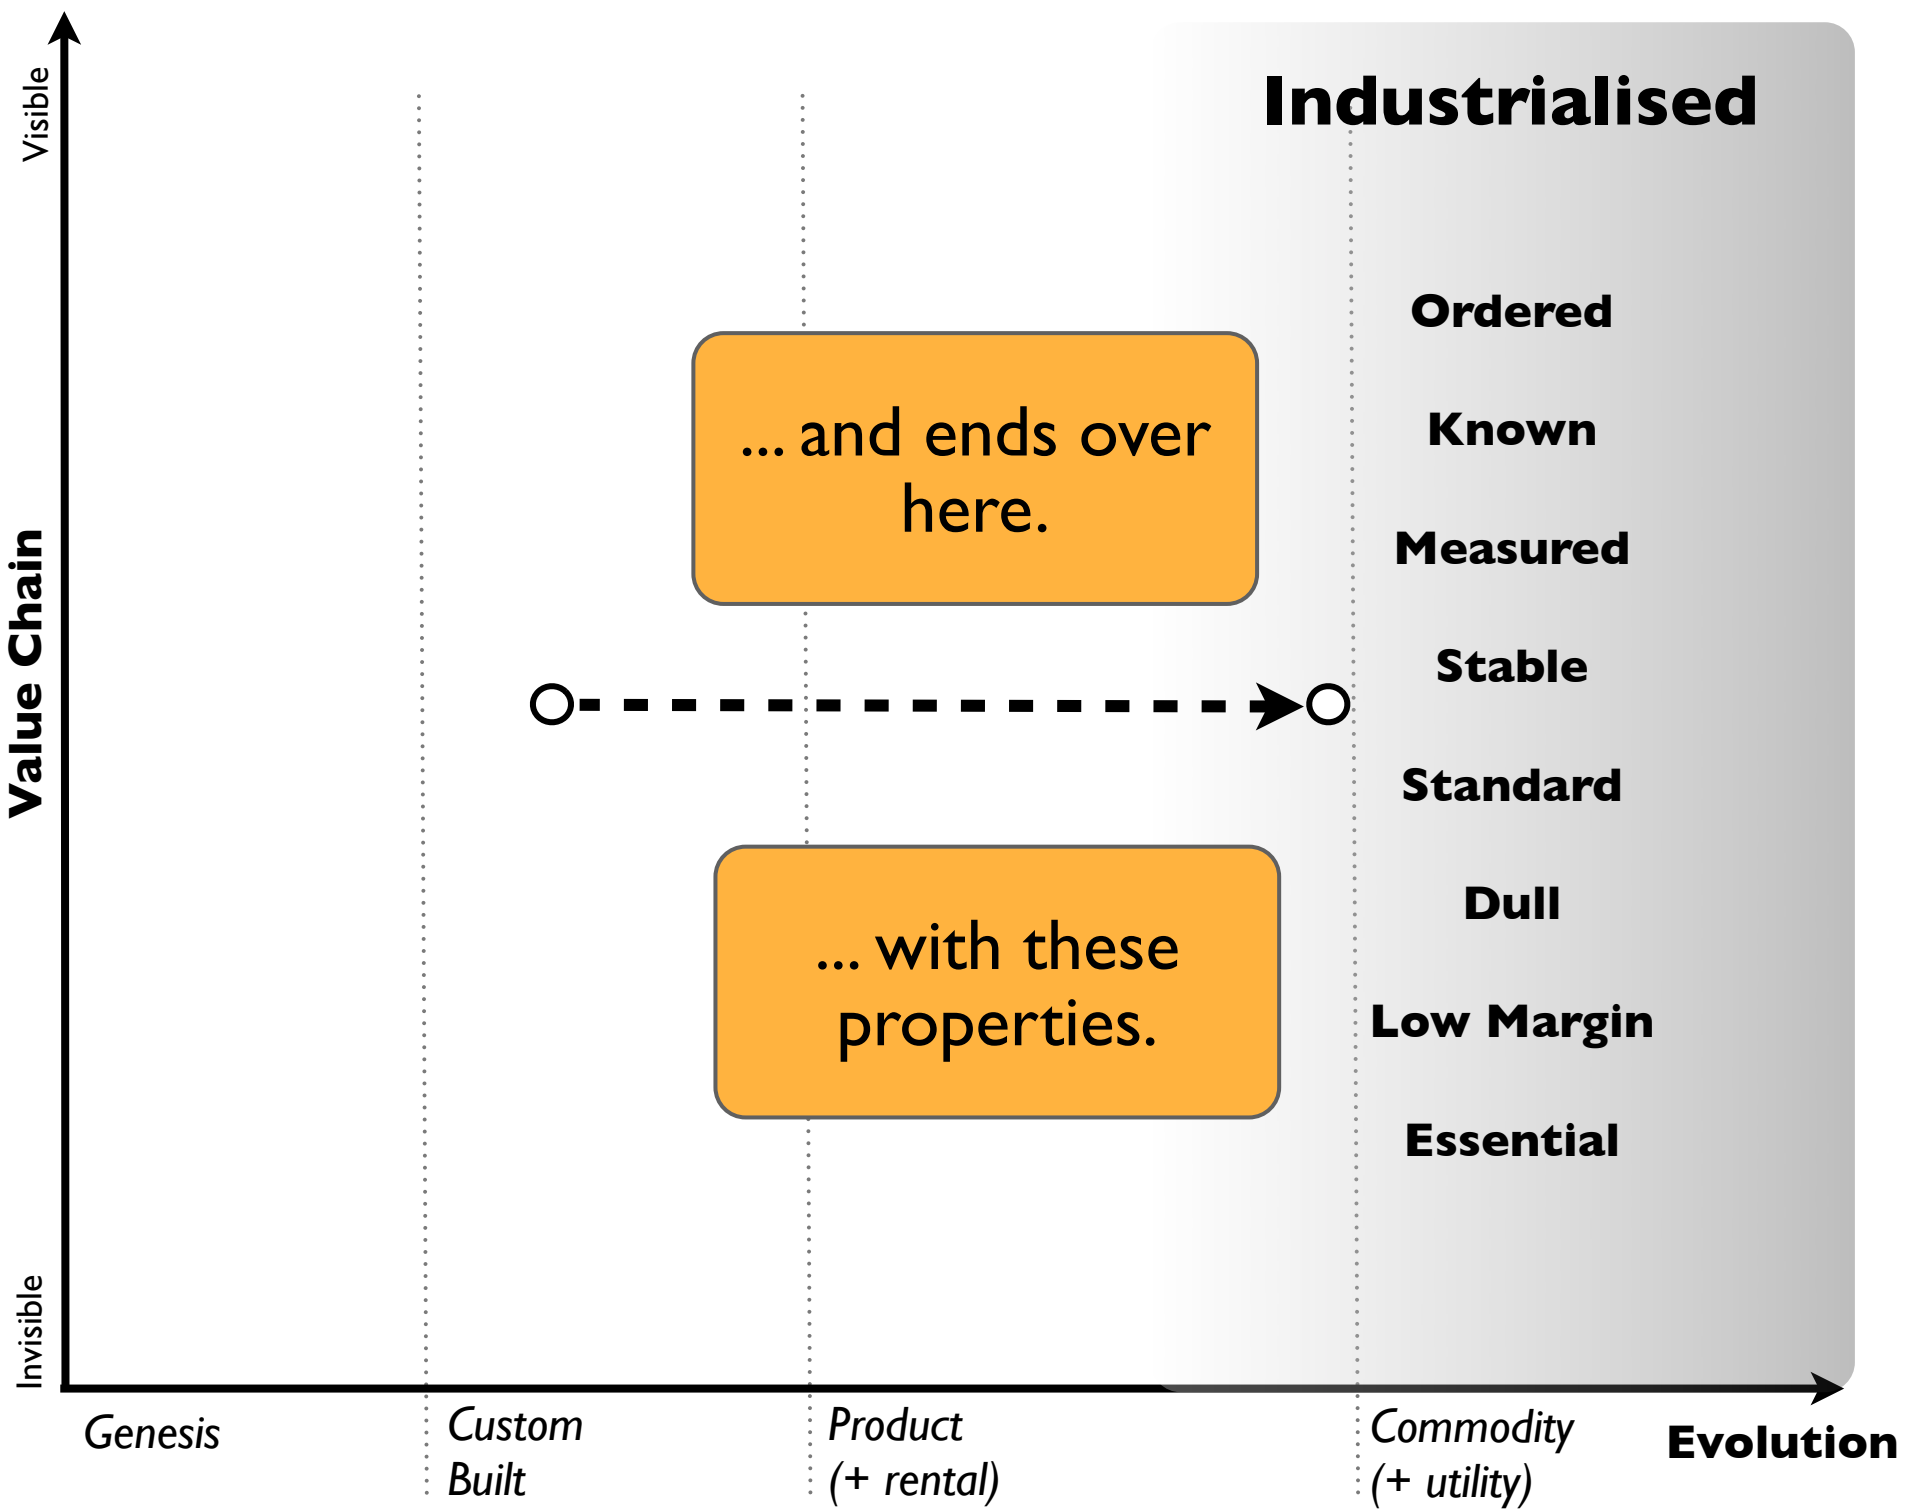 Visible
Industrialised
Ordered
Known
Measured
Stable
Standard
Dull
Low Margin
Essential
... and ends over
here.
... with these
properties.
Value Chain
Invisible
Genesis
Custom
Built
Product
(+ rental)
Commodity
(+ utility)
Evolution